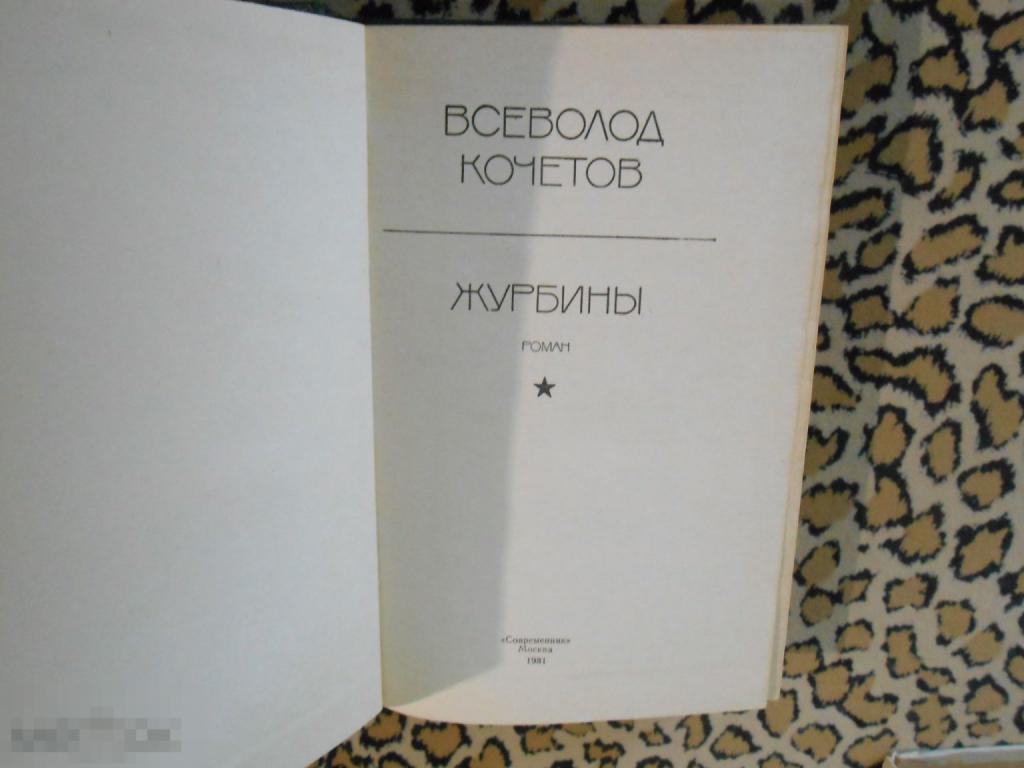 ВСЕВОЛОД
КОЧЕТОВ
ЖУРБИНЫ
РОМАН
«Современник»
Москва
1981